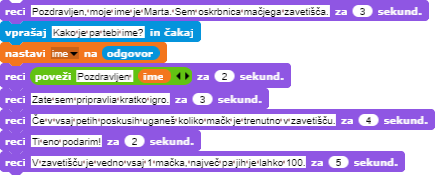 reci Pozdravljen, moje ime je Marta. Sem oskrbnica mačjega zavetišča. za 3 sekund.
vprašaj Kako je pa tebi ime? in čakaj
nastavi ime na odgovor
reci poveži Pozdravljen ime za 2 sekund.
reci Zate sem pripravila kratko igro. za 3 sekund.
reci Če v vsaj petih poskusih uganeš koliko mačk je trenutno v zavetišču. za 4 sekund.
reci Ti eno podarim! za 2 sekund.
reci V zavetišču je vedno vsaj 1 mačka, največ pa jih je lahko 100. za 5 sekund.